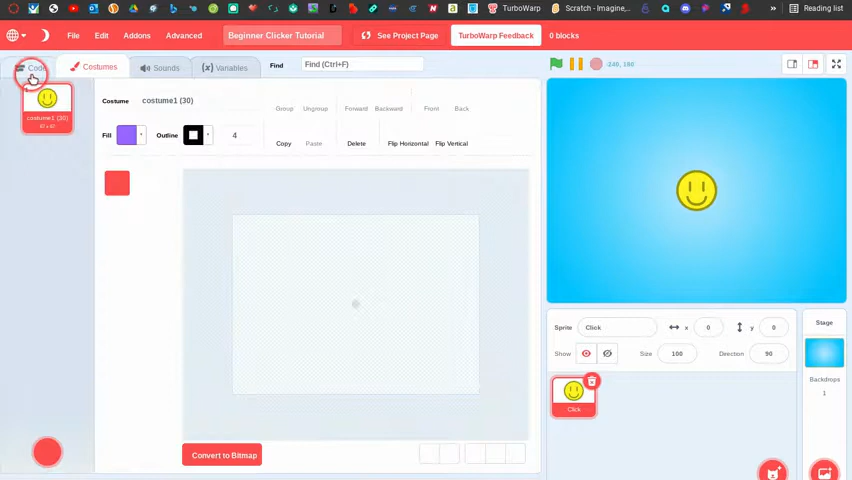 TurboWarp
Scratch - Imagine,...
Reading list
File
Edit
Addons
Advanced
Beginner Clicker Tutorial
See Project Page
TurboWarp Feedback
0 blocks
Code
Costumes
Sounds
(x) Variables
Find
Find (Ctrl+F)
-240, 180
costume1 (30)
Costume
costume1 (30)
Group
Ungroup
Forward
Backward
Front
Back
Fill
Outline
4
Copy
Paste
Delete
Flip Horizontal
Flip Vertical
Convert to Bitmap
Sprite
Click
x
0
y
0
Show
Size
100
Direction
90
Click
Stage
Backdrops
1